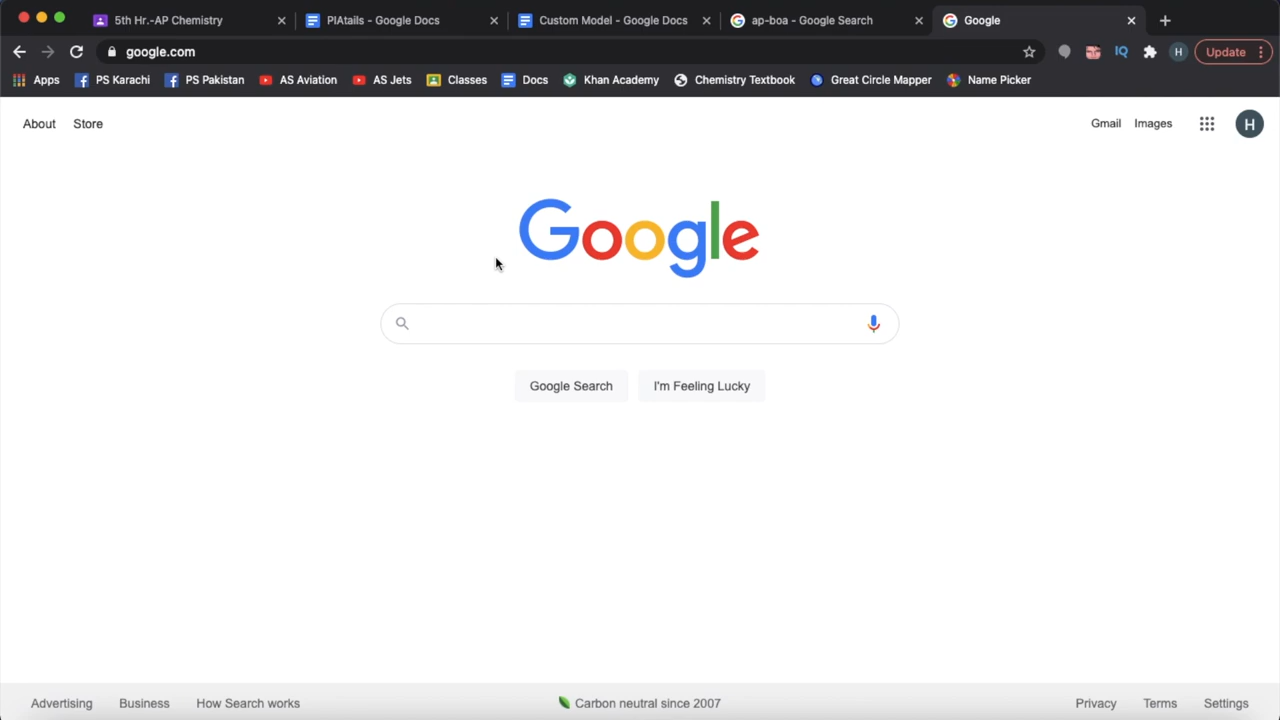 5th Hr.-AP Chemistry PIAtails - Google Docs Custom Model - Google Docs ap-boa - Google Search Google
google.com H Update
Apps PS Karachi PS Pakistan AS Aviation AS Jets Classes Docs Khan Academy Chemistry Textbook Great Circle Mapper Name Picker
About Store Gmail Images H
Google
Google Search I'm Feeling Lucky
Advertising Business How Search works Carbon neutral since 2007 Privacy Terms Settings